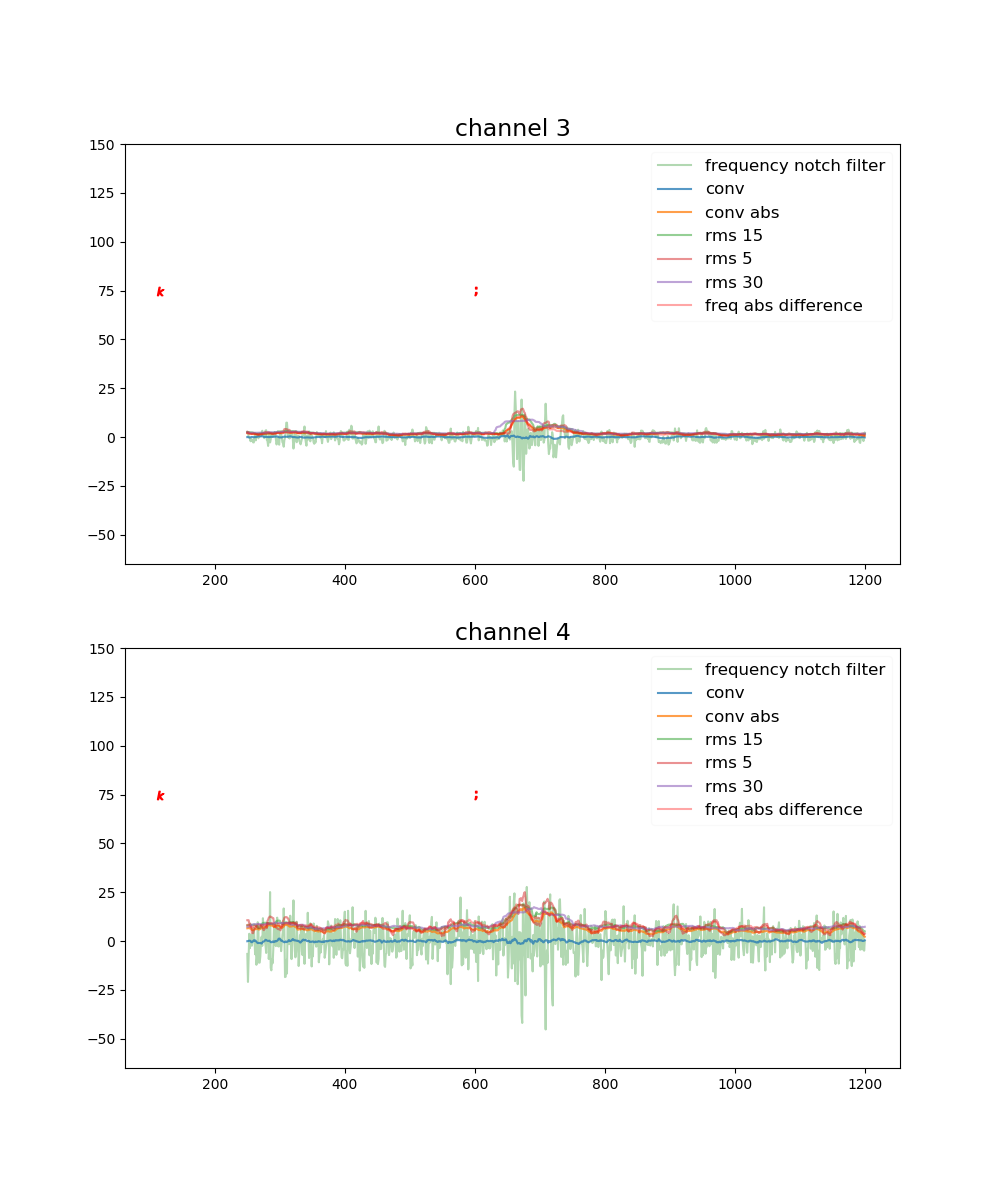 channel 3
150
125
100
75
50
25
0
−25
−50
frequency notch filter
conv
conv abs
rms 15
rms 5
rms 30
freq abs difference
k ;
200 400 600 800 1000 1200
channel 4
150
125
100
75
50
25
0
−25
−50
frequency notch filter
conv
conv abs
rms 15
rms 5
rms 30
freq abs difference
k ;
200 400 600 800 1000 1200